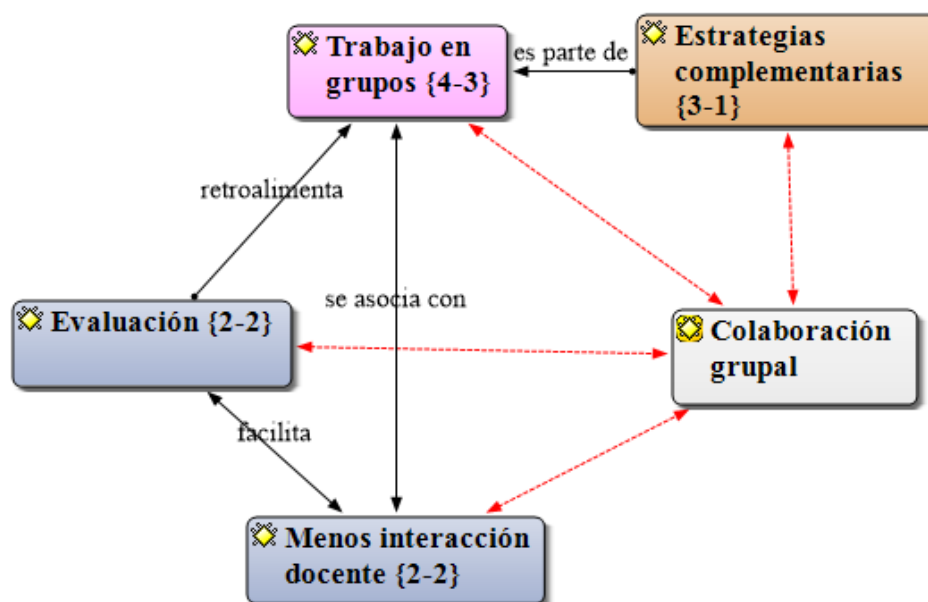 Trabajo en
grupos {4-3}
es parte de
Estrategias
complementarias
{3-1}
retroalimenta
se asocia con
Evaluación {2-2}
Colaboración
grupal
facilita
Menos interacción
docente {2-2}